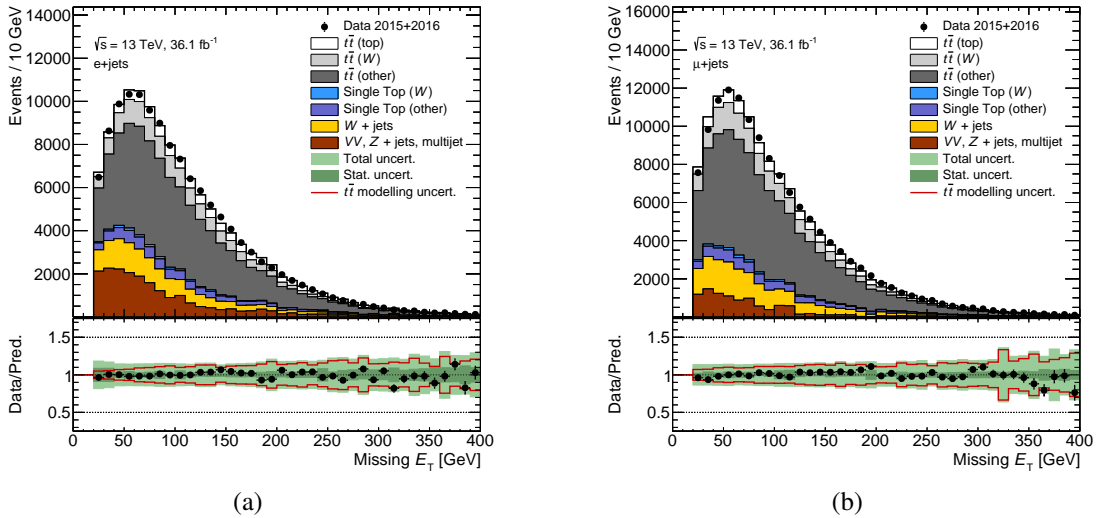 Events / 10 GeV
14000
12000
10000
8000
6000
4000
2000
√s = 13 TeV, 36.1 fb⁻¹
e+jets
Data 2015+2016
tt̄ (top)
tt̄ (W)
tt̄ (other)
Single Top (W)
Single Top (other)
W + jets
VV, Z + jets, multijet
Total uncert.
Stat. uncert.
tt̄ modelling uncert.
Data/Pred.
1.5
1
0.5
0 50 100 150 200 250 300 350 400
Missing E_T [GeV]
(a)
Events / 10 GeV
16000
14000
12000
10000
8000
6000
4000
2000
√s = 13 TeV, 36.1 fb⁻¹
μ+jets
Data 2015+2016
tt̄ (top)
tt̄ (W)
tt̄ (other)
Single Top (W)
Single Top (other)
W + jets
VV, Z + jets, multijet
Total uncert.
Stat. uncert.
tt̄ modelling uncert.
Data/Pred.
1.5
1
0.5
0 50 100 150 200 250 300 350 400
Missing E_T [GeV]
(b)